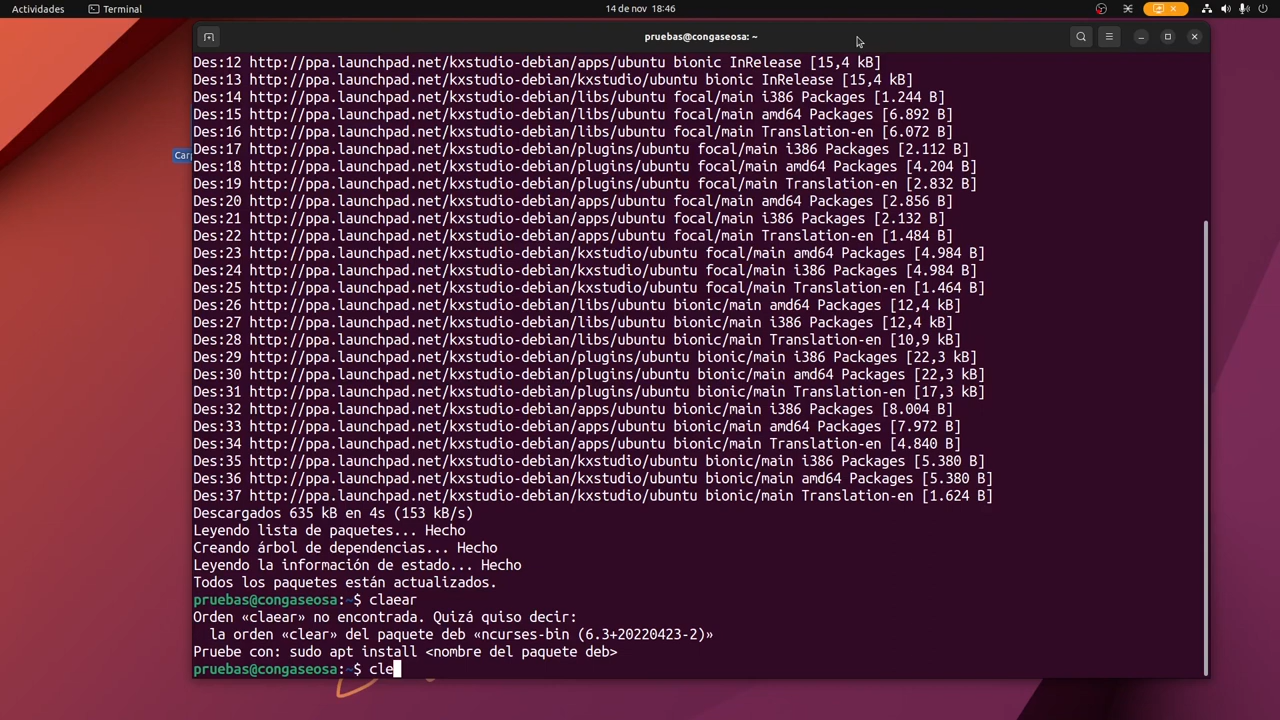 Actividades
Terminal
14 de nov 18:46
pruebas@congaseosa: ~
Carp
Des:12 http://ppa.launchpad.net/kxstudio-debian/apps/ubuntu bionic InRelease [15,4 kB]
Des:13 http://ppa.launchpad.net/kxstudio-debian/kxstudio/ubuntu bionic InRelease [15,4 kB]
Des:14 http://ppa.launchpad.net/kxstudio-debian/libs/ubuntu focal/main i386 Packages [1.244 B]
Des:15 http://ppa.launchpad.net/kxstudio-debian/libs/ubuntu focal/main amd64 Packages [6.892 B]
Des:16 http://ppa.launchpad.net/kxstudio-debian/libs/ubuntu focal/main Translation-en [6.072 B]
Des:17 http://ppa.launchpad.net/kxstudio-debian/plugins/ubuntu focal/main i386 Packages [2.112 B]
Des:18 http://ppa.launchpad.net/kxstudio-debian/plugins/ubuntu focal/main amd64 Packages [4.204 B]
Des:19 http://ppa.launchpad.net/kxstudio-debian/plugins/ubuntu focal/main Translation-en [2.832 B]
Des:20 http://ppa.launchpad.net/kxstudio-debian/apps/ubuntu focal/main amd64 Packages [2.856 B]
Des:21 http://ppa.launchpad.net/kxstudio-debian/apps/ubuntu focal/main i386 Packages [2.132 B]
Des:22 http://ppa.launchpad.net/kxstudio-debian/apps/ubuntu focal/main Translation-en [1.484 B]
Des:23 http://ppa.launchpad.net/kxstudio-debian/kxstudio/ubuntu focal/main amd64 Packages [4.984 B]
Des:24 http://ppa.launchpad.net/kxstudio-debian/kxstudio/ubuntu focal/main i386 Packages [4.984 B]
Des:25 http://ppa.launchpad.net/kxstudio-debian/kxstudio/ubuntu focal/main Translation-en [1.464 B]
Des:26 http://ppa.launchpad.net/kxstudio-debian/libs/ubuntu bionic/main amd64 Packages [12,4 kB]
Des:27 http://ppa.launchpad.net/kxstudio-debian/libs/ubuntu bionic/main i386 Packages [12,4 kB]
Des:28 http://ppa.launchpad.net/kxstudio-debian/libs/ubuntu bionic/main Translation-en [10,9 kB]
Des:29 http://ppa.launchpad.net/kxstudio-debian/plugins/ubuntu bionic/main i386 Packages [22,3 kB]
Des:30 http://ppa.launchpad.net/kxstudio-debian/plugins/ubuntu bionic/main amd64 Packages [22,3 kB]
Des:31 http://ppa.launchpad.net/kxstudio-debian/plugins/ubuntu bionic/main Translation-en [17,3 kB]
Des:32 http://ppa.launchpad.net/kxstudio-debian/apps/ubuntu bionic/main i386 Packages [8.004 B]
Des:33 http://ppa.launchpad.net/kxstudio-debian/apps/ubuntu bionic/main amd64 Packages [7.972 B]
Des:34 http://ppa.launchpad.net/kxstudio-debian/apps/ubuntu bionic/main Translation-en [4.840 B]
Des:35 http://ppa.launchpad.net/kxstudio-debian/kxstudio/ubuntu bionic/main i386 Packages [5.380 B]
Des:36 http://ppa.launchpad.net/kxstudio-debian/kxstudio/ubuntu bionic/main amd64 Packages [5.380 B]
Des:37 http://ppa.launchpad.net/kxstudio-debian/kxstudio/ubuntu bionic/main Translation-en [1.624 B]
Descargados 635 kB en 4s (153 kB/s)
Leyendo lista de paquetes... Hecho
Creando árbol de dependencias... Hecho
Leyendo la información de estado... Hecho
Todos los paquetes están actualizados.
pruebas@congaseosa:~$ claear
Orden «claear» no encontrada. Quizá quiso decir:
la orden «clear» del paquete deb «ncurses-bin (6.3+20220423-2)»
Pruebe con: sudo apt install <nombre del paquete deb>
pruebas@congaseosa:~$ cle